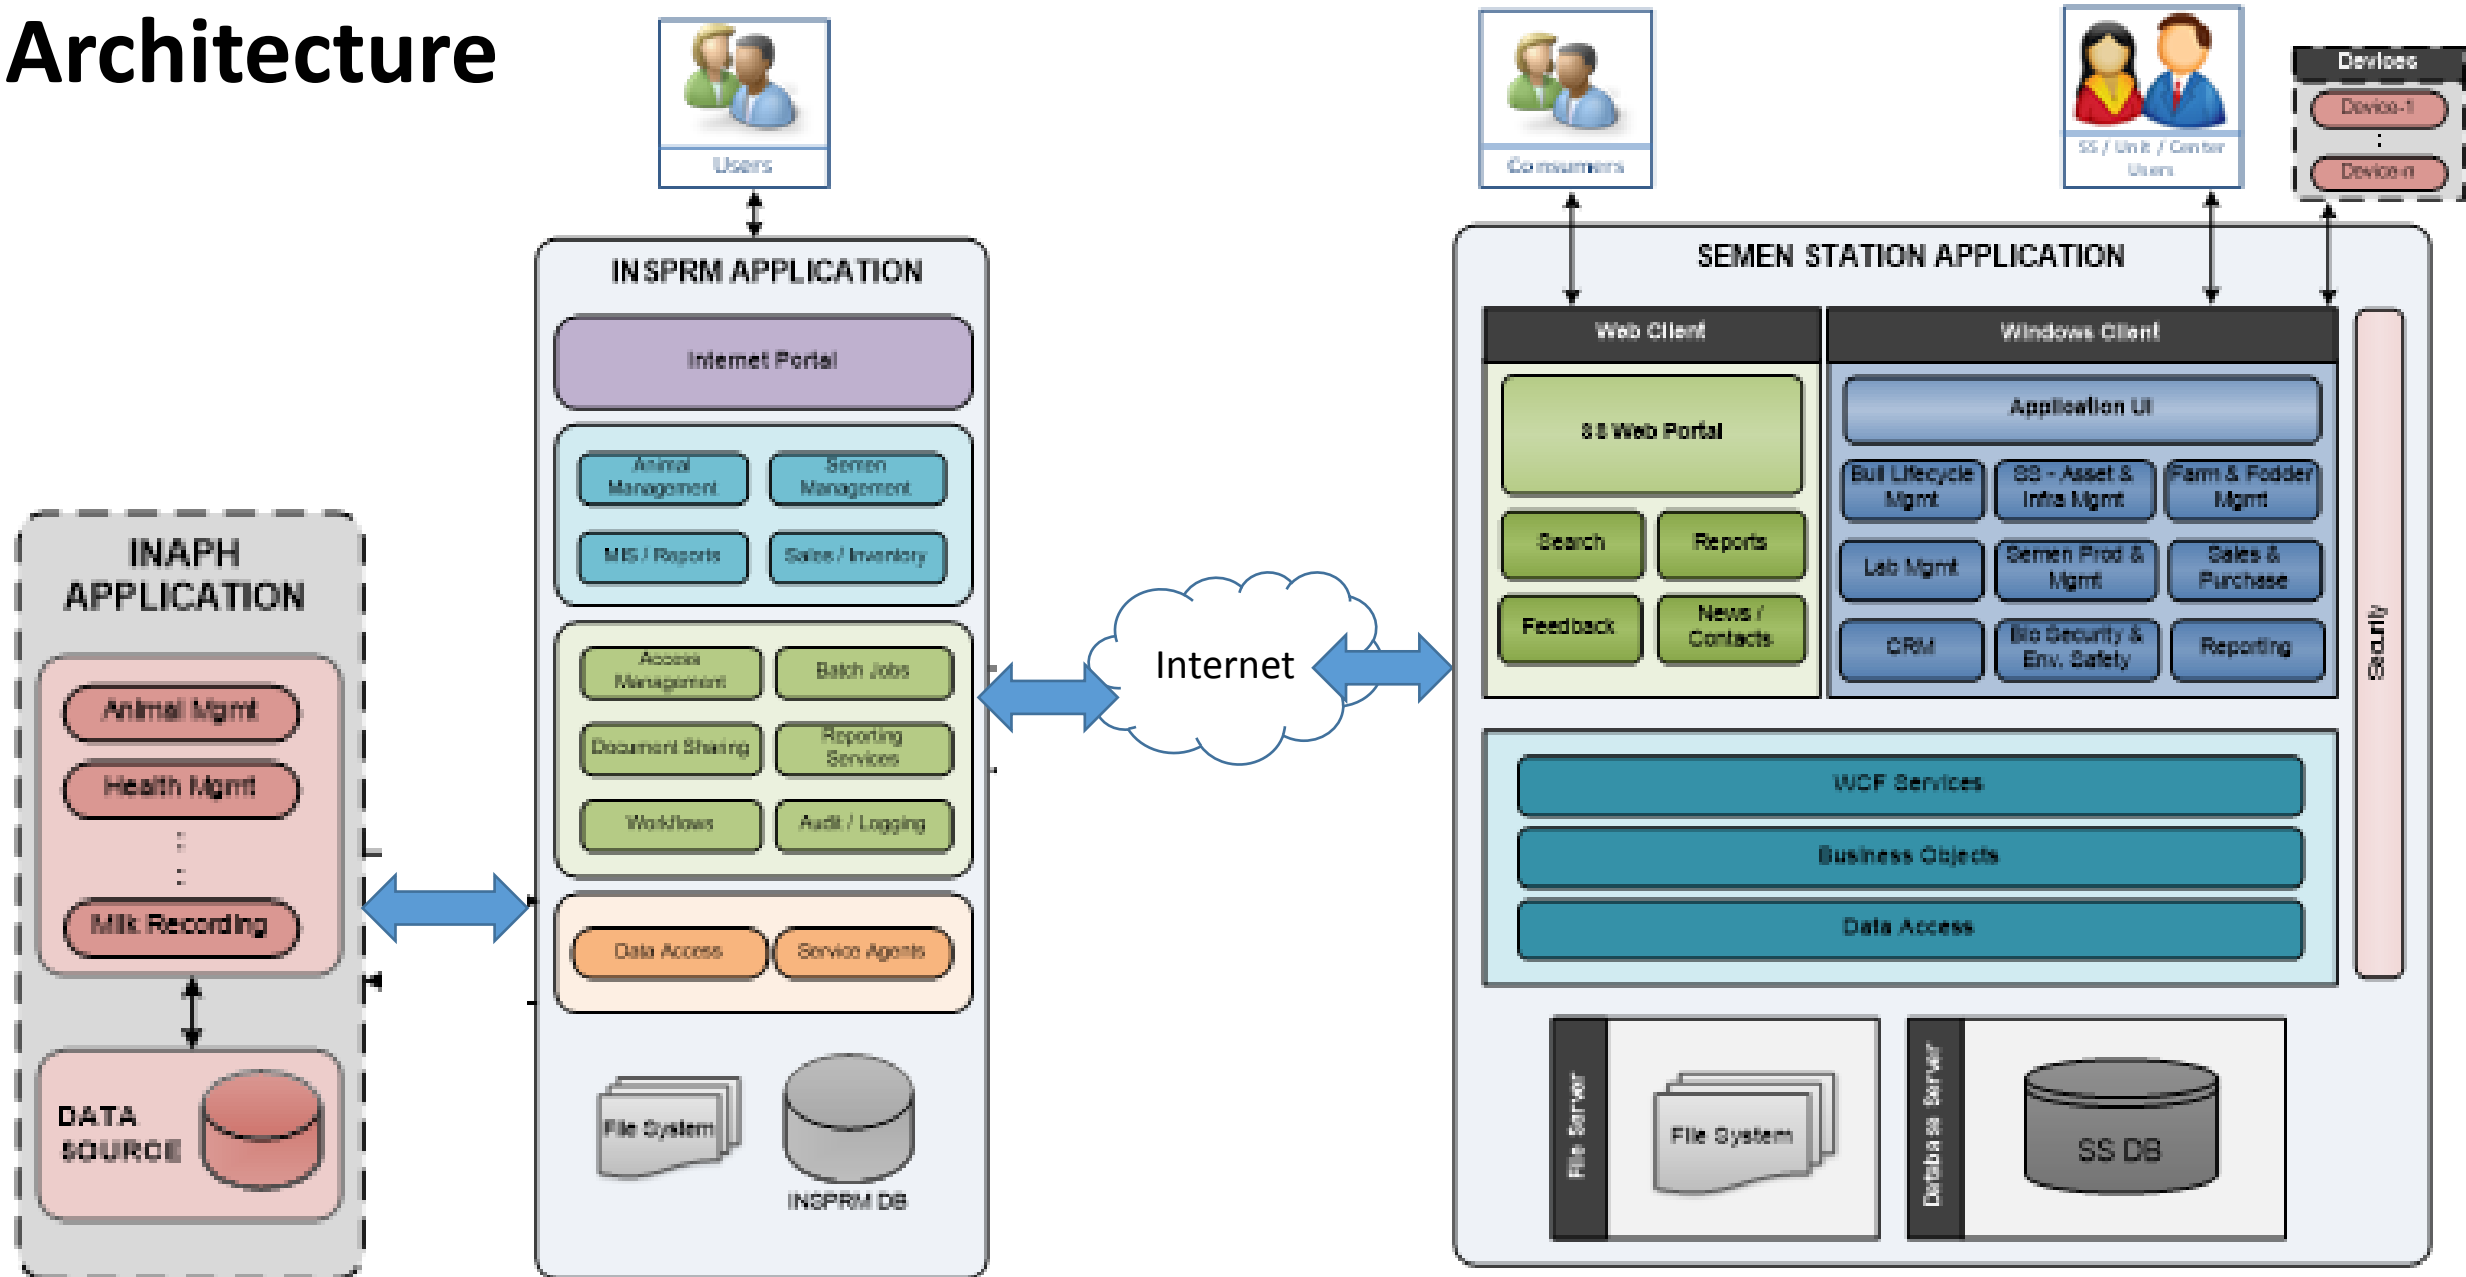 Architecture
Users
Consumers
SS / Unit / Center
Users
Devices
Device-1
:
Device-n
INAPH
APPLICATION
Animal Mgmt
Health Mgmt
:
:
Milk Recording
DATA
SOURCE
INSPRM APPLICATION
Internet Portal
Animal
Management
Semen
Management
MIS / Reports
Sales / Inventory
Access
Management
Batch Jobs
Document Sharing
Reporting
Services
Workflows
Audit / Logging
Data Access
Service Agents
File System
INSPRM DB
Internet
SEMEN STATION APPLICATION
Web Client
SS Web Portal
Search
Reports
Feedback
News /
Contacts
Windows Client
Application UI
Bull Lifecycle
Mgmt
SS - Asset &
Infra Mgmt
Farm & Fodder
Mgmt
Lab Mgmt
Semen Prod &
Mgmt
Sales &
Purchase
CRM
Bio Security &
Env. Safety
Reporting
Security
WCF Services
Business Objects
Data Access
File Server
File System
Database Server
SS DB